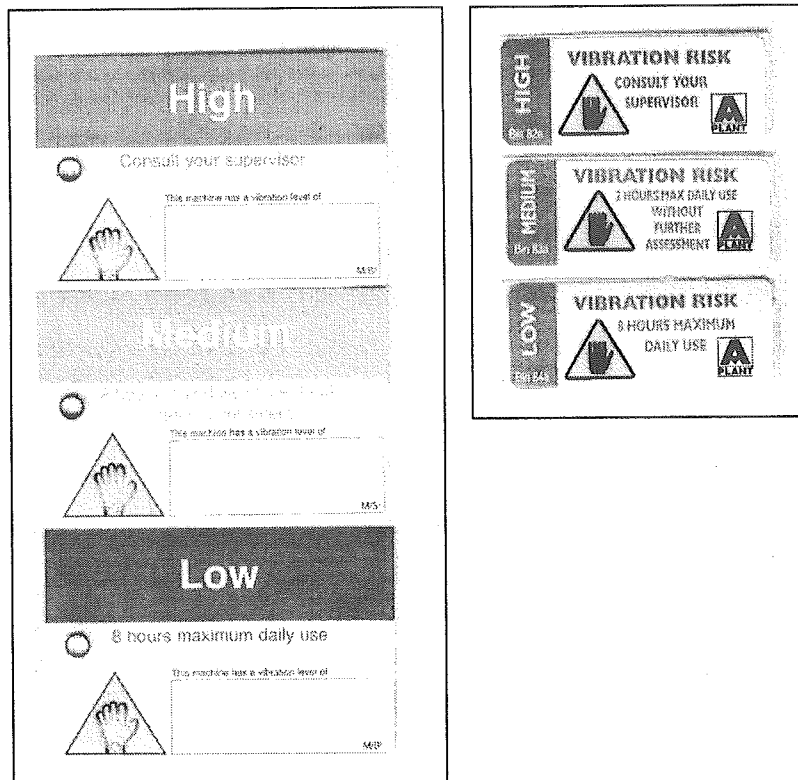 High
Consult your supervisor
This machine has a vibration level of
M/S²
Medium
This machine has a vibration level of
M/S²
Low
8 hours maximum daily use
This machine has a vibration level of
M/S²
HIGH
VIBRATION RISK
CONSULT YOUR
SUPERVISOR
A
PLANT
MEDIUM
VIBRATION RISK
2 HOURS MAX DAILY USE
WITHOUT
FURTHER
ASSESSMENT
A
PLANT
LOW
VIBRATION RISK
8 HOURS MAXIMUM
DAILY USE
A
PLANT